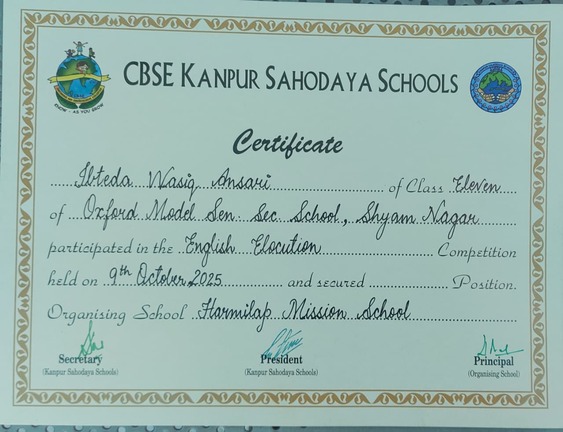 CBSE KANPUR SAHODAYA SCHOOLS
KNOW - AS YOU GROW
Certificate
Ibteda Wasiq Ansari of Class Eleven
of Oxford Model Sen. Sec. School, Shyam Nagar
participated in the English Elocution Competition
held on 9th October 2025 and secured Position.
Organising School Harmilap Mission School
Secretary
(Kanpur Sahodaya Schools)
President
(Kanpur Sahodaya Schools)
Principal
(Organising School)